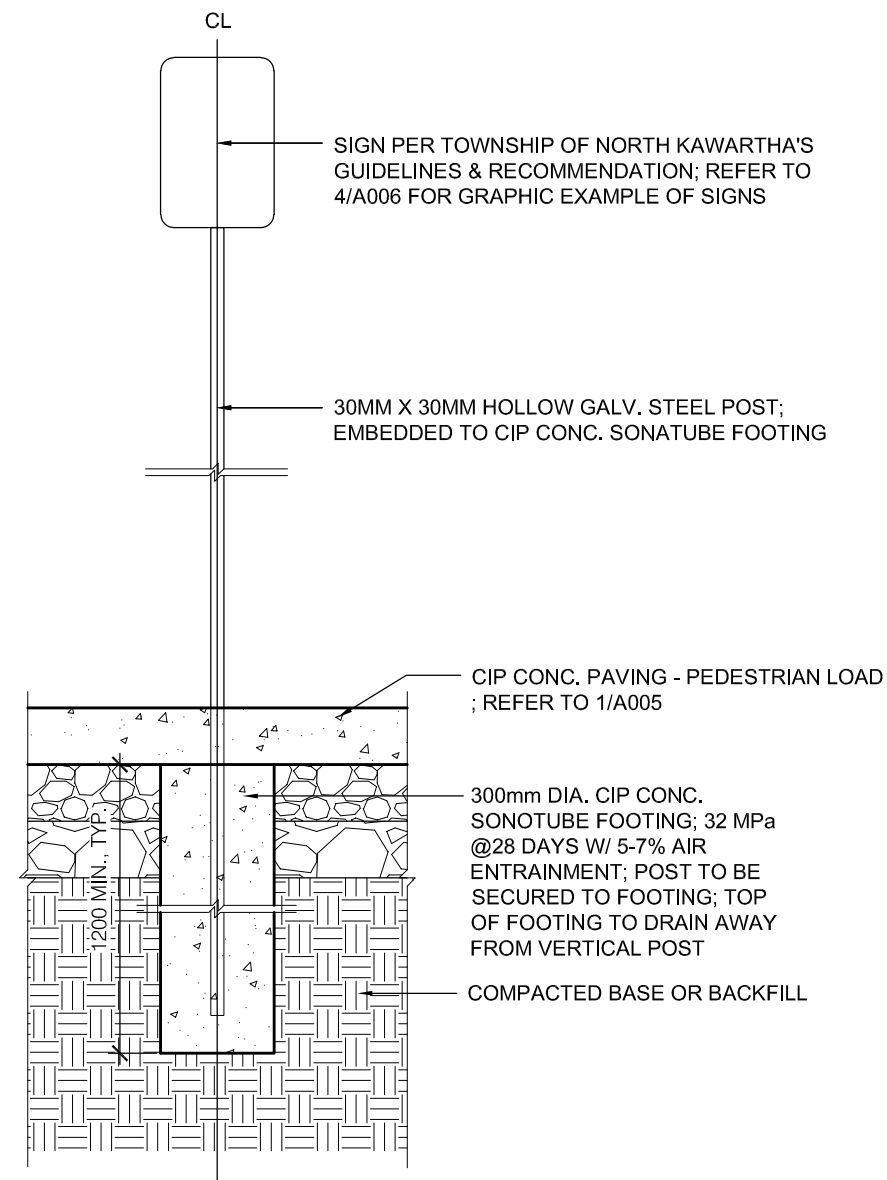 CL
SIGN PER TOWNSHIP OF NORTH KAWARTHA'S
GUIDELINES & RECOMMENDATION; REFER TO
4/A006 FOR GRAPHIC EXAMPLE OF SIGNS
30MM X 30MM HOLLOW GALV. STEEL POST;
EMBEDDED TO CIP CONC. SONATUBE FOOTING
CIP CONC. PAVING - PEDESTRIAN LOAD
; REFER TO 1/A005
300mm DIA. CIP CONC.
SONOTUBE FOOTING; 32 MPa
@28 DAYS W/ 5-7% AIR
ENTRAINMENT; POST TO BE
SECURED TO FOOTING; TOP
OF FOOTING TO DRAIN AWAY
FROM VERTICAL POST
1200 MIN., TYP.
COMPACTED BASE OR BACKFILL